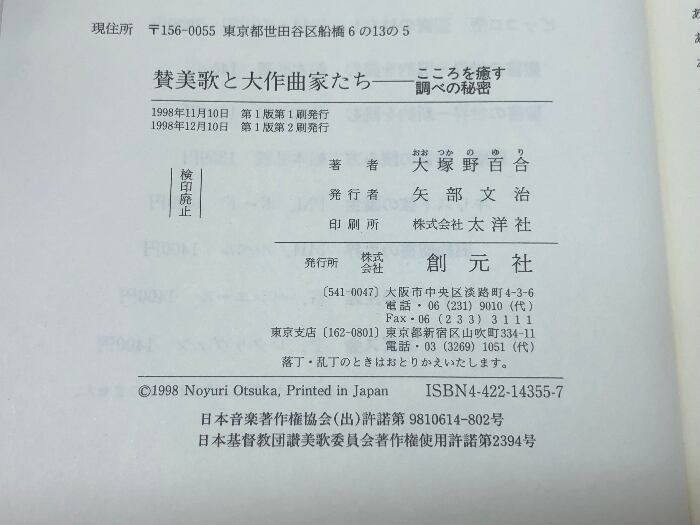 現住所 〒156-0055 東京都世田谷区船橋6の13の5
賛美歌と大作曲家たち――こころを癒す調べの秘密
1998年11月10日 第1版第1刷発行
1998年12月10日 第1版第2刷発行
検印廃止
おおつかのゆり
著者 大塚野百合
発行者 矢部文治
印刷所 株式会社 太洋社
発行所 株式会社 創元社
〔541-0047〕大阪市中央区淡路町4-3-6
電話・06(231)9010(代)
Fax・06(233)3111
東京支店〔162-0801〕東京都新宿区山吹町334-11
電話・03(3269)1051(代)
落丁・乱丁のときはおとりかえいたします。
©1998 Noyuri Otsuka, Printed in Japan ISBN4-422-14355-7
日本音楽著作権協会(出)許諾第9810614-802号
日本基督教団讃美歌委員会著作権使用許諾第2394号